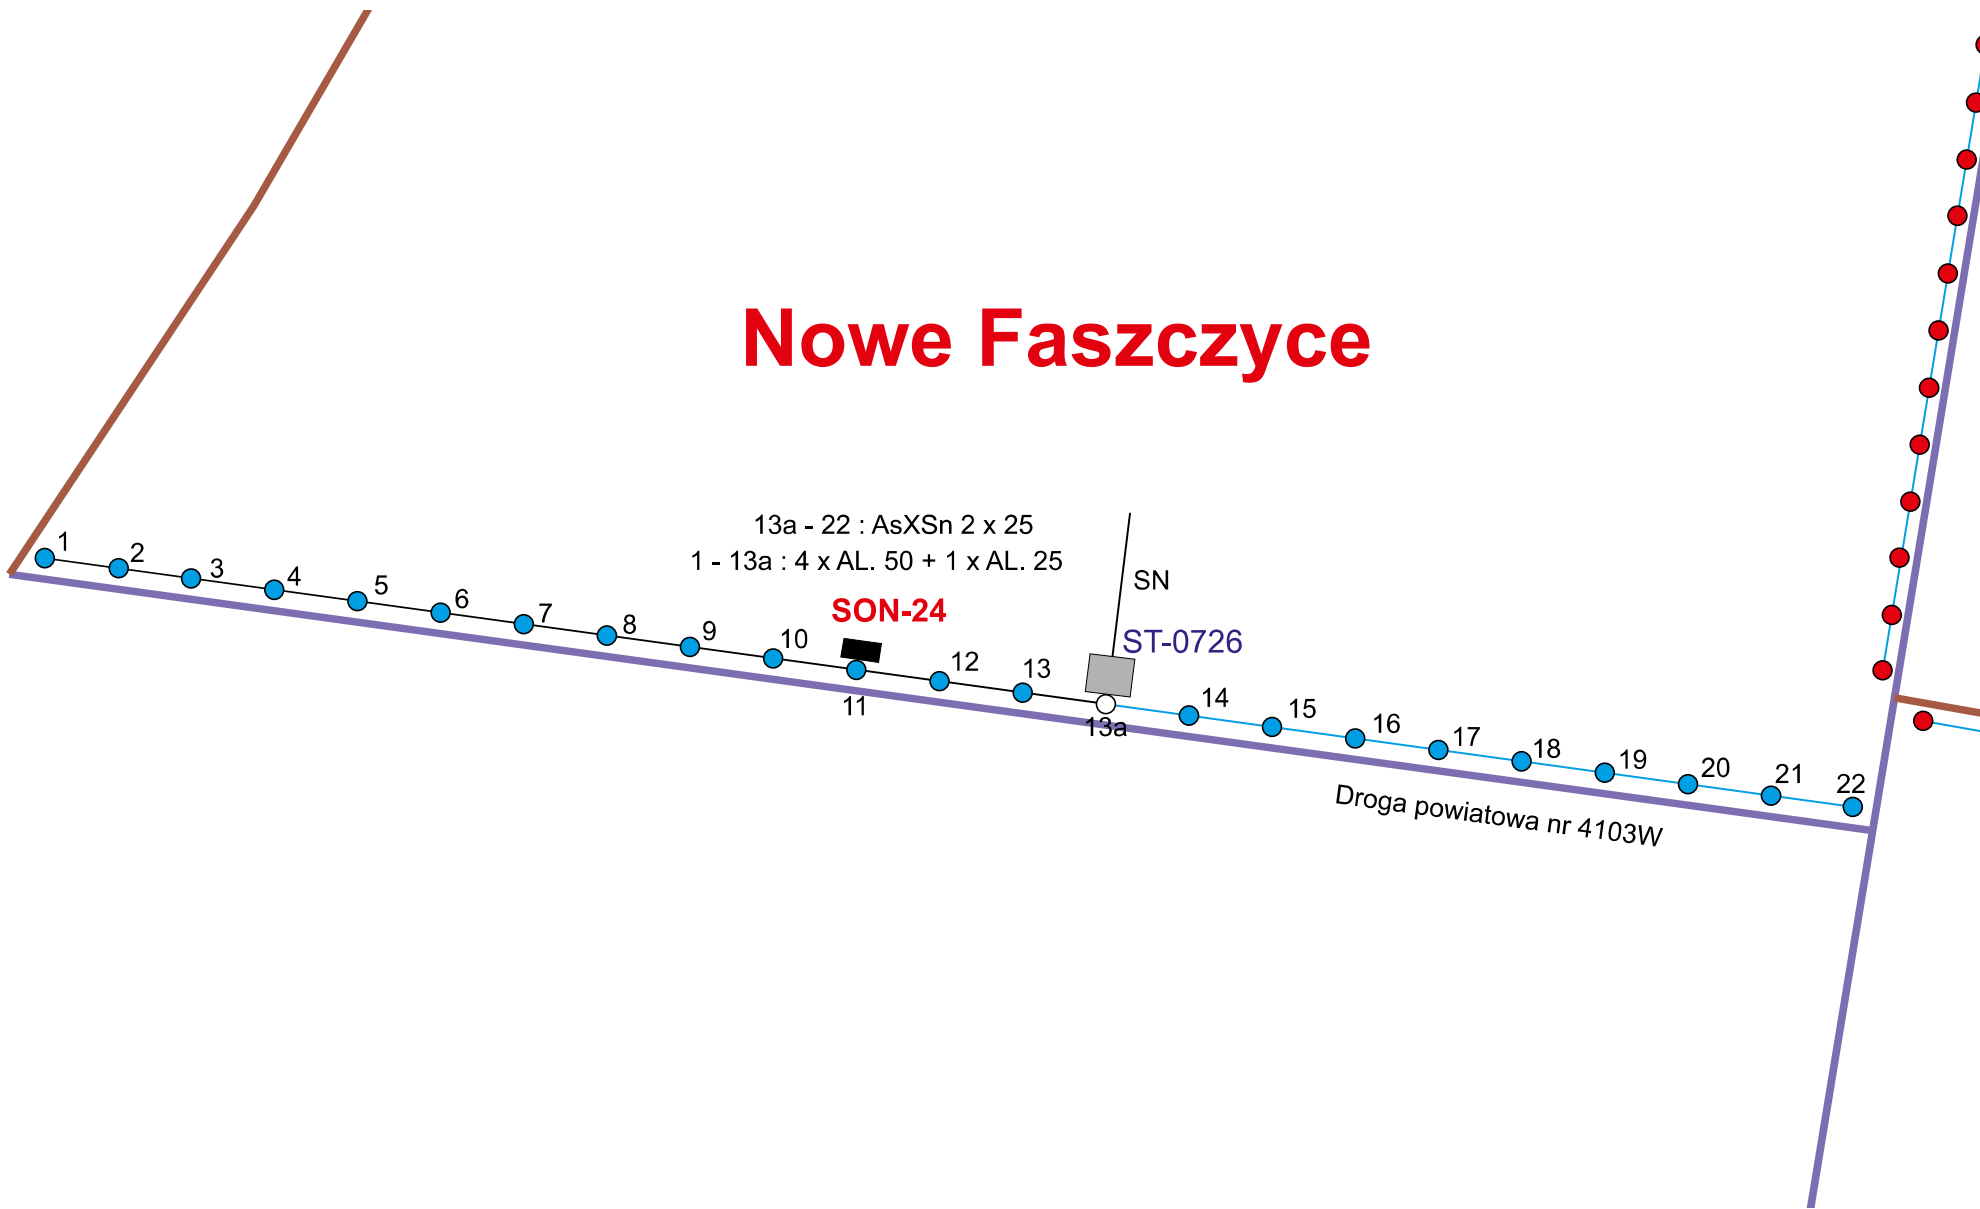 Nowe Faszczyce
13a - 22 : AsXSn 2 x 25
1 - 13a : 4 x AL. 50 + 1 x AL. 25
SON-24
SN
ST-0726
1
2
3
4
5
6
7
8
9
10
11
12
13
13a
14
15
16
17
18
19
20
21
22
Droga powiatowa nr 4103W